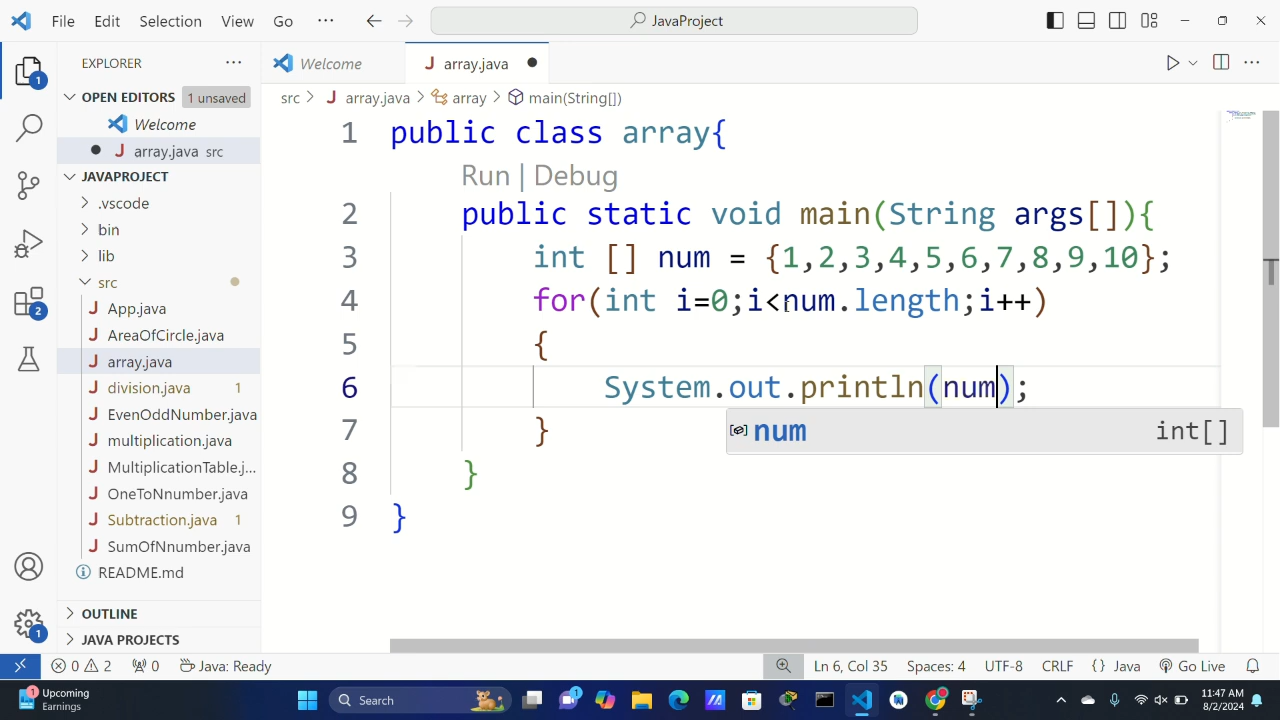 File Edit Selection View Go ··· JavaProject
EXPLORER ···
Welcome
array.java
OPEN EDITORS 1 unsaved
Welcome
array.java src
JAVAPROJECT
.vscode
bin
lib
src
App.java
AreaOfCircle.java
array.java
division.java 1
EvenOddNumber.java
multiplication.java
MultiplicationTable.j...
OneToNnumber.java
Subtraction.java 1
SumOfNnumber.java
README.md
OUTLINE
JAVA PROJECTS
1
2
1
src > array.java > array > main(String[])
1 public class array{
Run | Debug
2 public static void main(String args[]){
3 int [] num = {1,2,3,4,5,6,7,8,9,10};
4 for(int i=0;i<num.length;i++)
5 {
6 System.out.println(num);
num int[]
7 }
8 }
9 }
0 2 0 Java: Ready Ln 6, Col 35 Spaces: 4 UTF-8 CRLF {} Java Go Live
1 Upcoming
Earnings
Search
1
11:47 AM
8/2/2024